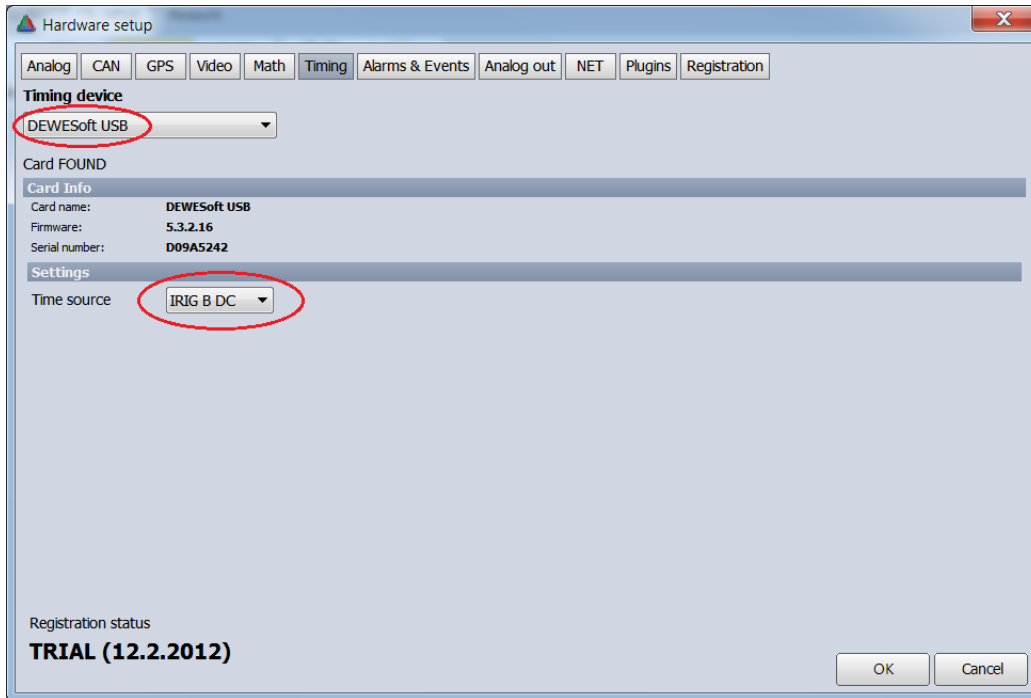 Hardware setup
Analog CAN GPS Video Math Timing Alarms & Events Analog out NET Plugins Registration
Timing device
DEWESoft USB
Card FOUND
Card Info
Card name: DEWESoft USB
Firmware: 5.3.2.16
Serial number: D09A5242
Settings
Time source IRIG B DC
Registration status
TRIAL (12.2.2012)
OK Cancel